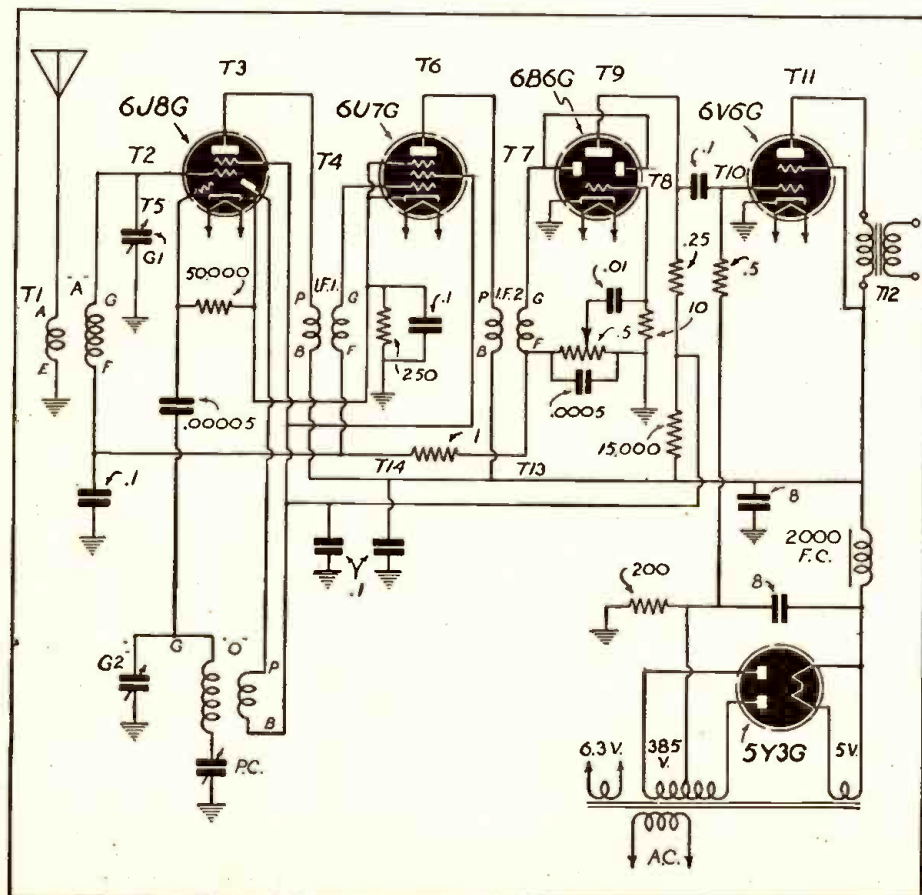 T3
T6
6B6G
T9
T11
6J8G
6U7G
6V6G
T2
T4
T7
T8
.1
T10
T5
G1
"A"
50000
.01
.25
.5
T1
A
E
G
F
P
I.F.1.
G
B
F
.1
250
P
I.F.2
G
B
F
.5
10
T12
.00005
.0005
1
15,000
T14
T13
.1
8
2000
F.C.
.1
200
8
G2
G
"O"
P
B
P.C.
6.3 V.
385
V.
5Y3G
5V.
A.C.